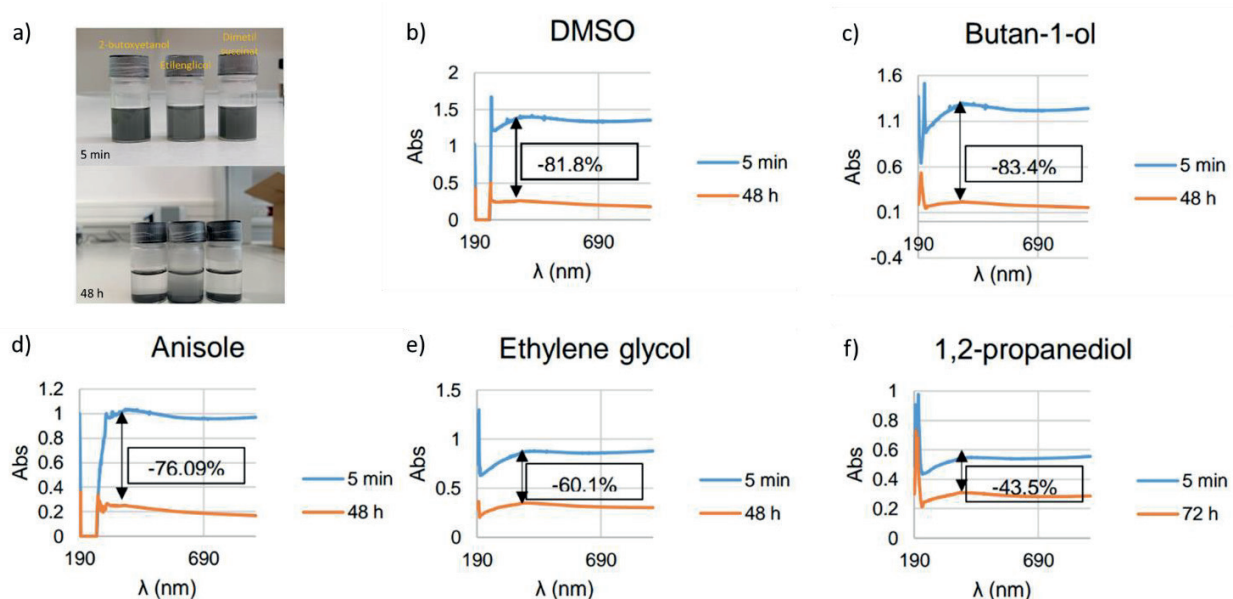 a)
2-butoxyetanol
Etilenglicol
Dimetil
succinat
5 min
48 h
b)
DMSO
2
1.5
1
0.5
0
Abs
190
690
λ (nm)
-81.8%
5 min
48 h
c)
Butan-1-ol
1.6
1.1
0.6
0.1
-0.4
Abs
190
690
λ (nm)
-83.4%
5 min
48 h
d)
Anisole
1.2
1
0.8
0.6
0.4
0.2
0
Abs
190
690
λ (nm)
-76.09%
5 min
48 h
e)
Ethylene glycol
1.5
1
0.5
0
Abs
190
690
λ (nm)
-60.1%
5 min
48 h
f)
1,2-propanediol
1
0.8
0.6
0.4
0.2
0
Abs
190
690
λ (nm)
-43.5%
5 min
72 h